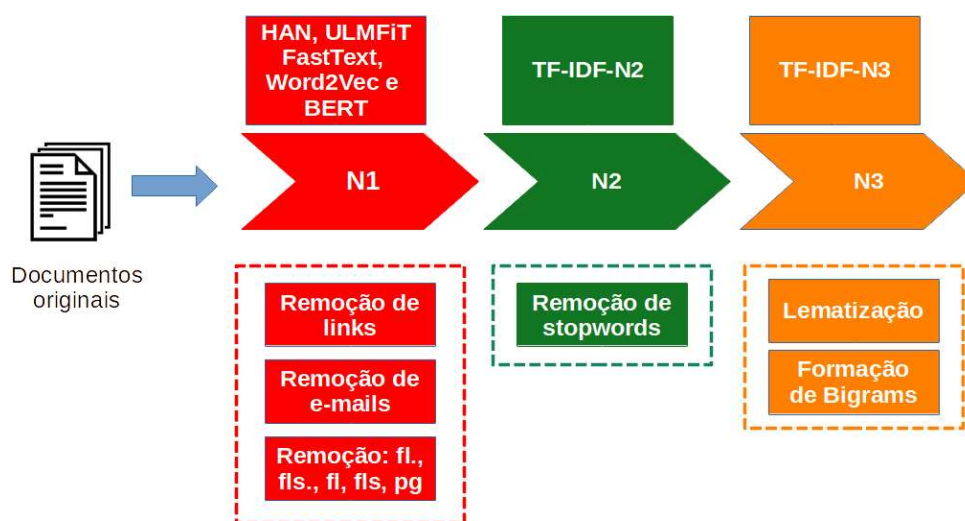 HAN, ULMFiT
FastText,
Word2Vec e
BERT
TF-IDF-N2
TF-IDF-N3
N1
N2
N3
Documentos
originais
Remoção de
links
Remoção de
e-mails
Remoção: fl.,
fls., fl, fls, pg
Remoção de
stopwords
Lematização
Formação
de Bigrams